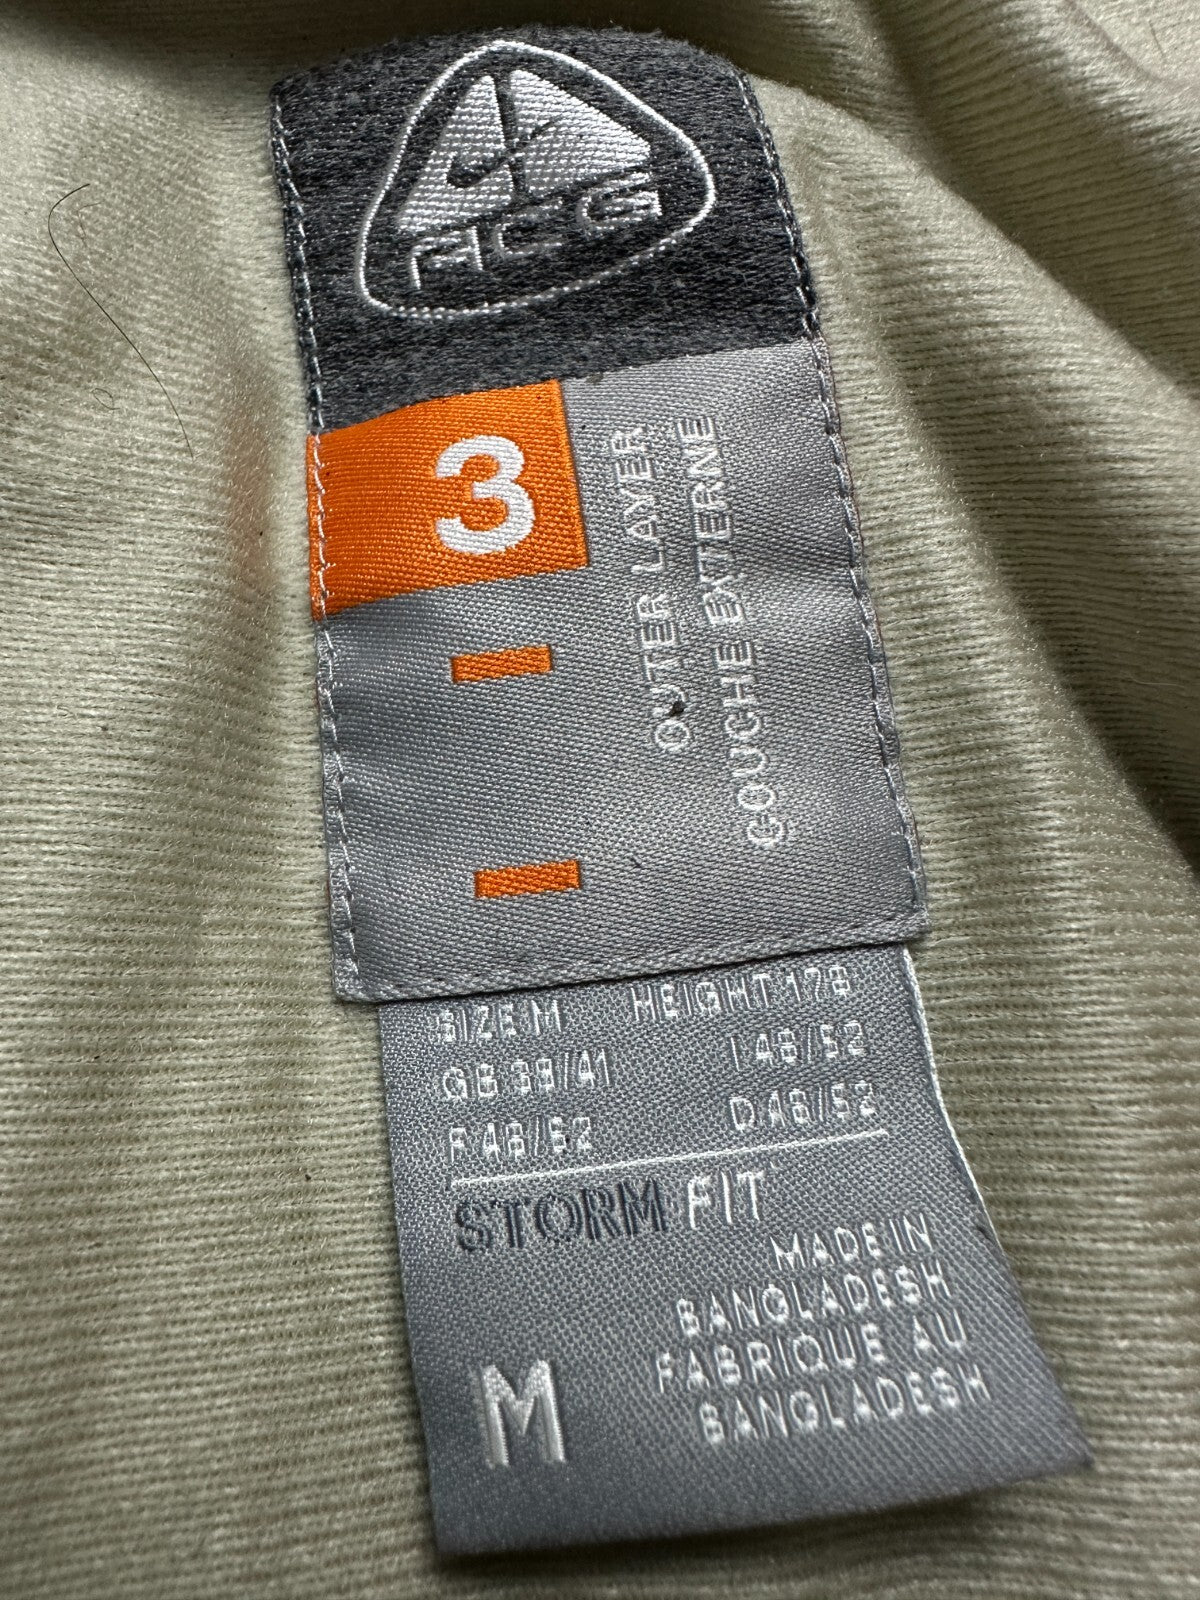 ACG
3
OUTER LAYER
COUCHE EXTERNE
SIZE M HEIGHT 178
GB 39/41 I 48/52
F 48/52 D 48/52
STORM FIT
MADE IN
BANGLADESH
FABRIQUE AU
BANGLADESH
M